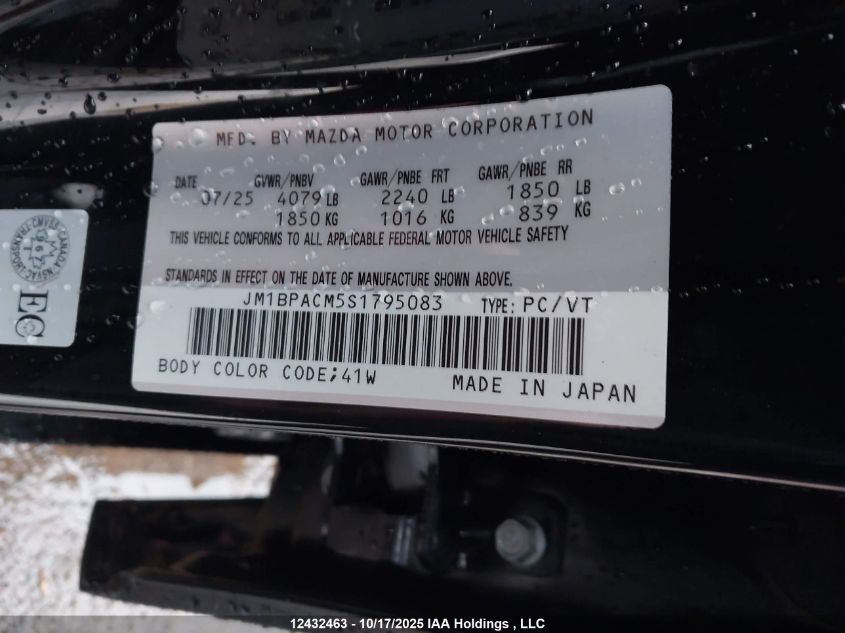 MFD. BY MAZDA MOTOR CORPORATION
DATE GVWR/PNBV GAWR/PNBE FRT GAWR/PNBE RR
07/25 4079 LB 2240 LB 1850 LB
1850 KG 1016 KG 839 KG
THIS VEHICLE CONFORMS TO ALL APPLICABLE FEDERAL MOTOR VEHICLE SAFETY
STANDARDS IN EFFECT ON THE DATE OF MANUFACTURE SHOWN ABOVE.
JM1BPACM5S1795083 TYPE: PC/VT
BODY COLOR CODE;41W MADE IN JAPAN
EC
12432463 - 10/17/2025 IAA Holdings , LLC